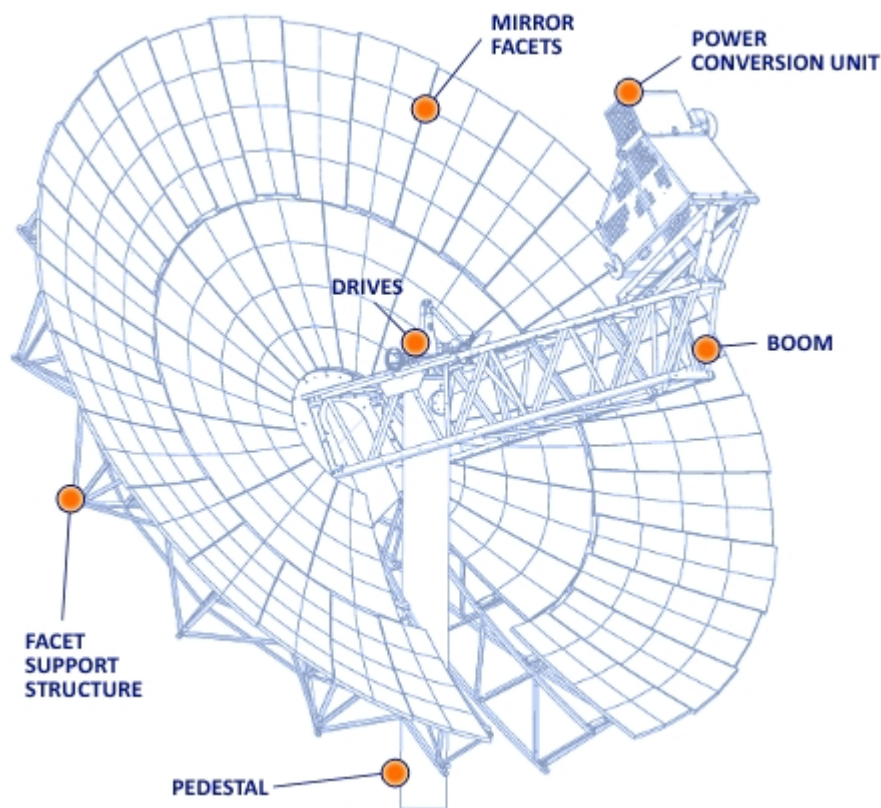 MIRROR
FACETS
POWER
CONVERSION UNIT
DRIVES
BOOM
FACET
SUPPORT
STRUCTURE
PEDESTAL